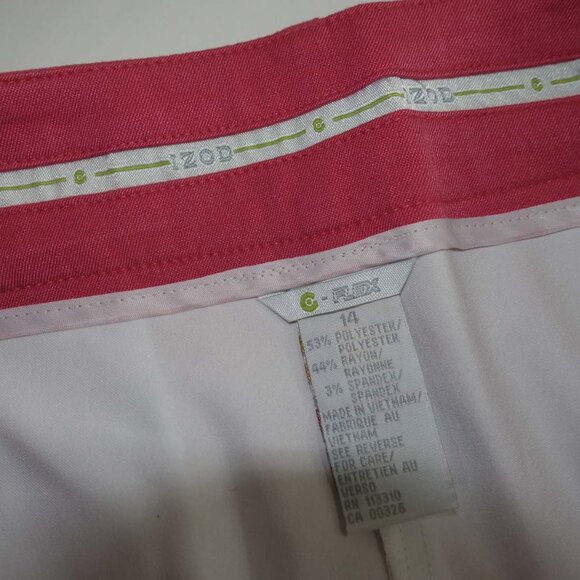 IZOD IZOD
C-FLEX
14
53% POLYESTER/
POLYESTER
44% RAYON/
RAYONNE
3% SPANDEX/
SPANDEX
MADE IN VIETNAM/
FABRIQUE AU
VIETNAM
SEE REVERSE
FOR CARE/
ENTRETIEN AU
VERSO
RN 113310
CA 00326